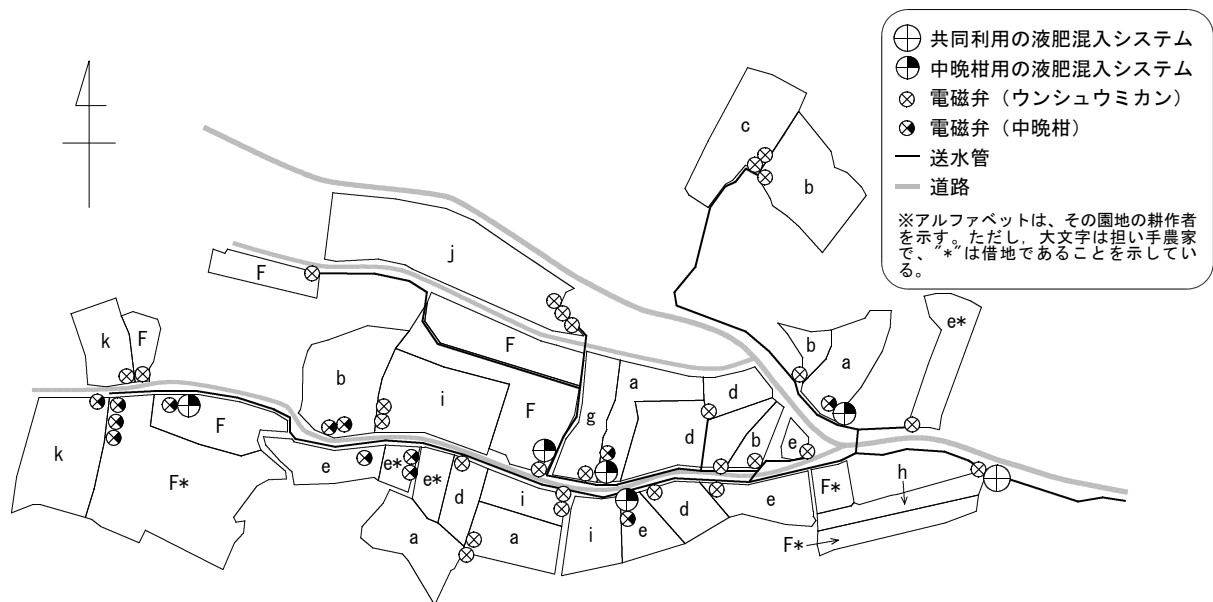 共同利用の液肥混入システム
中晩柑用の液肥混入システム
電磁弁（ウンシュウミカン）
電磁弁（中晩柑）
送水管
道路
※アルファベットは、その園地の耕作者
を示す。ただし，大文字は担い手農家
で、"*"は借地であることを示してい
る。
c
b
j
F
e*
b
a
k
F
F
b
i
F
g
a
d
d
b
e
k
F
F*
e
e*
e*
d
i
a
a
i
e
d
e
F*
h
F*